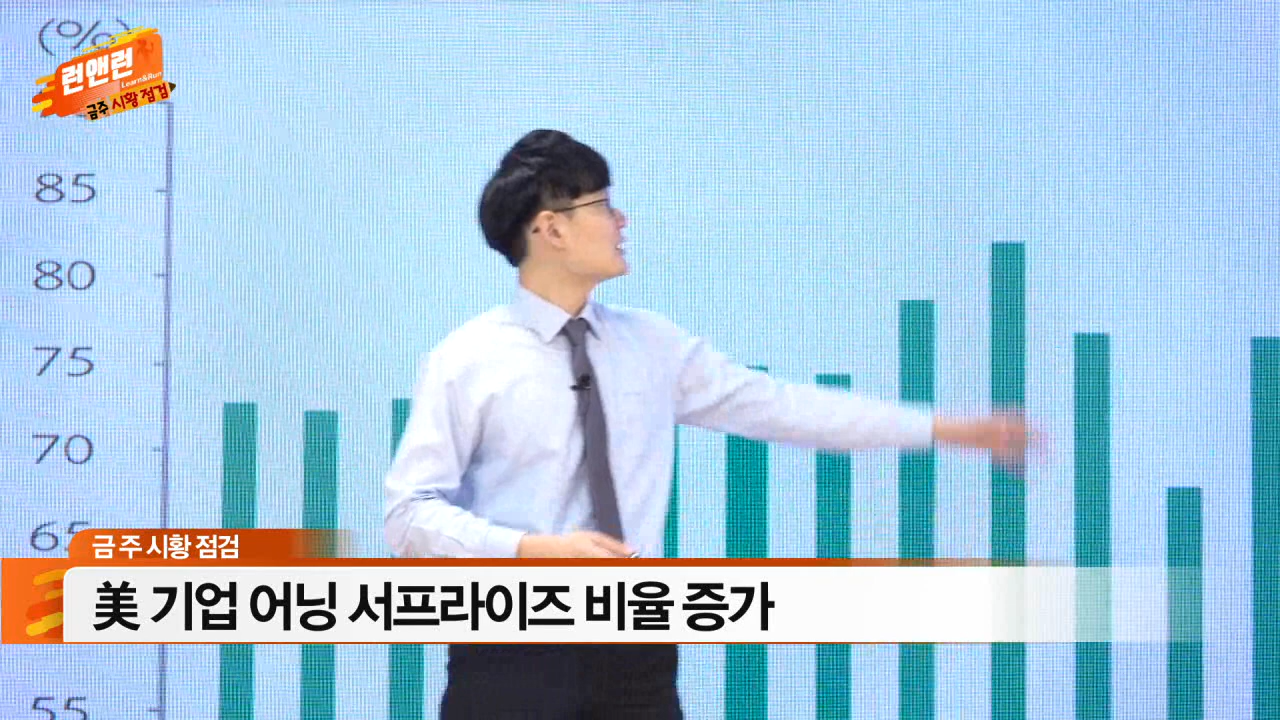 (%)
런앤런
Learn&Run
금주 시황 점검
85
80
75
70
65
55
금주 시황 점검
美 기업 어닝 서프라이즈 비율 증가